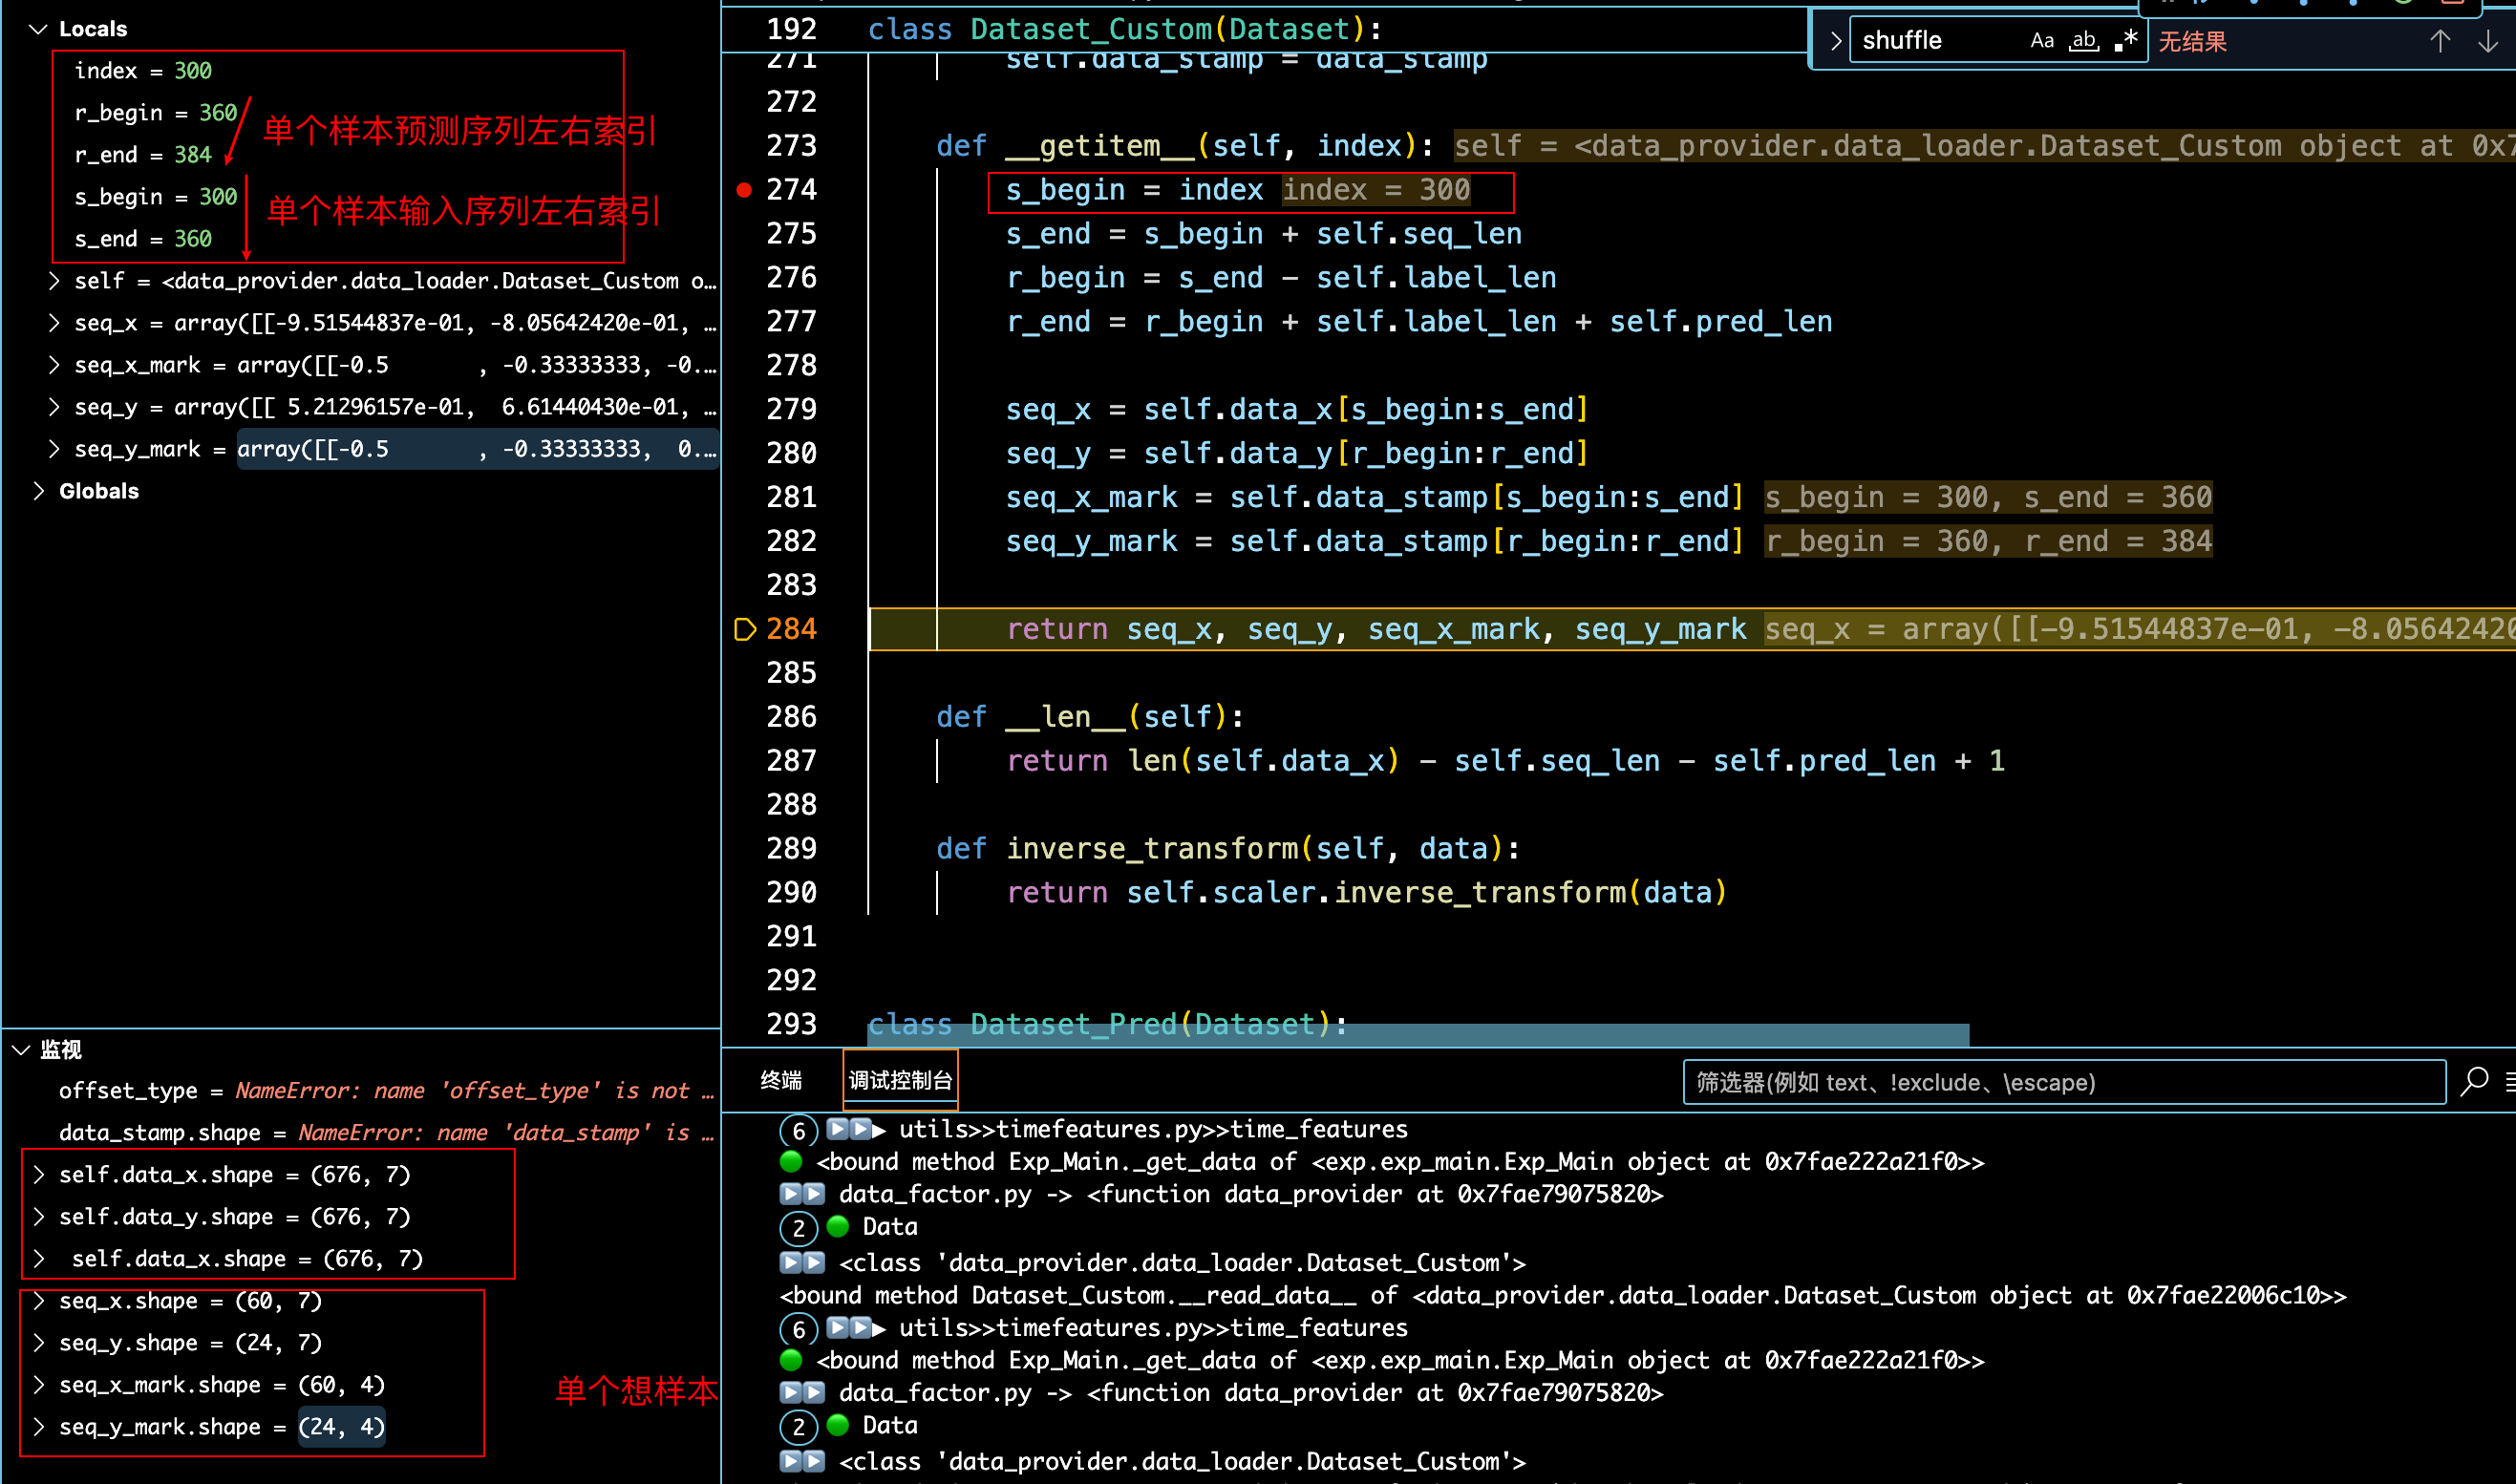 Locals
index = 300
r_begin = 360
单个样本预测序列左右索引
r_end = 384
s_begin = 300
单个样本输入序列左右索引
s_end = 360
self = <data_provider.data_loader.Dataset_Custom o…
seq_x = array([[-9.51544837e-01, -8.05642420e-01, …
seq_x_mark = array([[-0.5       , -0.33333333, -0.…
seq_y = array([[ 5.21296157e-01,  6.61440430e-01, …
seq_y_mark = array([[-0.5       , -0.33333333,  0.…
Globals
监视
offset_type = NameError: name 'offset_type' is not …
data_stamp.shape = NameError: name 'data_stamp' is …
self.data_x.shape = (676, 7)
self.data_y.shape = (676, 7)
self.data_x.shape = (676, 7)
seq_x.shape = (60, 7)
seq_y.shape = (24, 7)
seq_x_mark.shape = (60, 4)
单个想样本
seq_y_mark.shape = (24, 4)
192 class Dataset_Custom(Dataset):
shuffle Aa ab .* 无结果
271 self.data_stamp = data_stamp
272
273 def __getitem__(self, index): self = <data_provider.data_loader.Dataset_Custom object at 0x7
274 s_begin = index index = 300
275 s_end = s_begin + self.seq_len
276 r_begin = s_end - self.label_len
277 r_end = r_begin + self.label_len + self.pred_len
278
279 seq_x = self.data_x[s_begin:s_end]
280 seq_y = self.data_y[r_begin:r_end]
281 seq_x_mark = self.data_stamp[s_begin:s_end] s_begin = 300, s_end = 360
282 seq_y_mark = self.data_stamp[r_begin:r_end] r_begin = 360, r_end = 384
283
284 return seq_x, seq_y, seq_x_mark, seq_y_mark seq_x = array([[-9.51544837e-01, -8.05642420
285
286 def __len__(self):
287 return len(self.data_x) - self.seq_len - self.pred_len + 1
288
289 def inverse_transform(self, data):
290 return self.scaler.inverse_transform(data)
291
292
293 class Dataset_Pred(Dataset):
终端 调试控制台 筛选器(例如 text、!exclude、\escape)
6 ▶️▶️▶ utils>>timefeatures.py>>time_features
🟢 <bound method Exp_Main._get_data of <exp.exp_main.Exp_Main object at 0x7fae222a21f0>>
▶️▶️ data_factor.py -> <function data_provider at 0x7fae79075820>
2 🟢 Data
▶️▶️ <class 'data_provider.data_loader.Dataset_Custom'>
<bound method Dataset_Custom.__read_data__ of <data_provider.data_loader.Dataset_Custom object at 0x7fae22006c10>>
6 ▶️▶️▶ utils>>timefeatures.py>>time_features
🟢 <bound method Exp_Main._get_data of <exp.exp_main.Exp_Main object at 0x7fae222a21f0>>
▶️▶️ data_factor.py -> <function data_provider at 0x7fae79075820>
2 🟢 Data
▶️▶️ <class 'data_provider.data_loader.Dataset_Custom'>